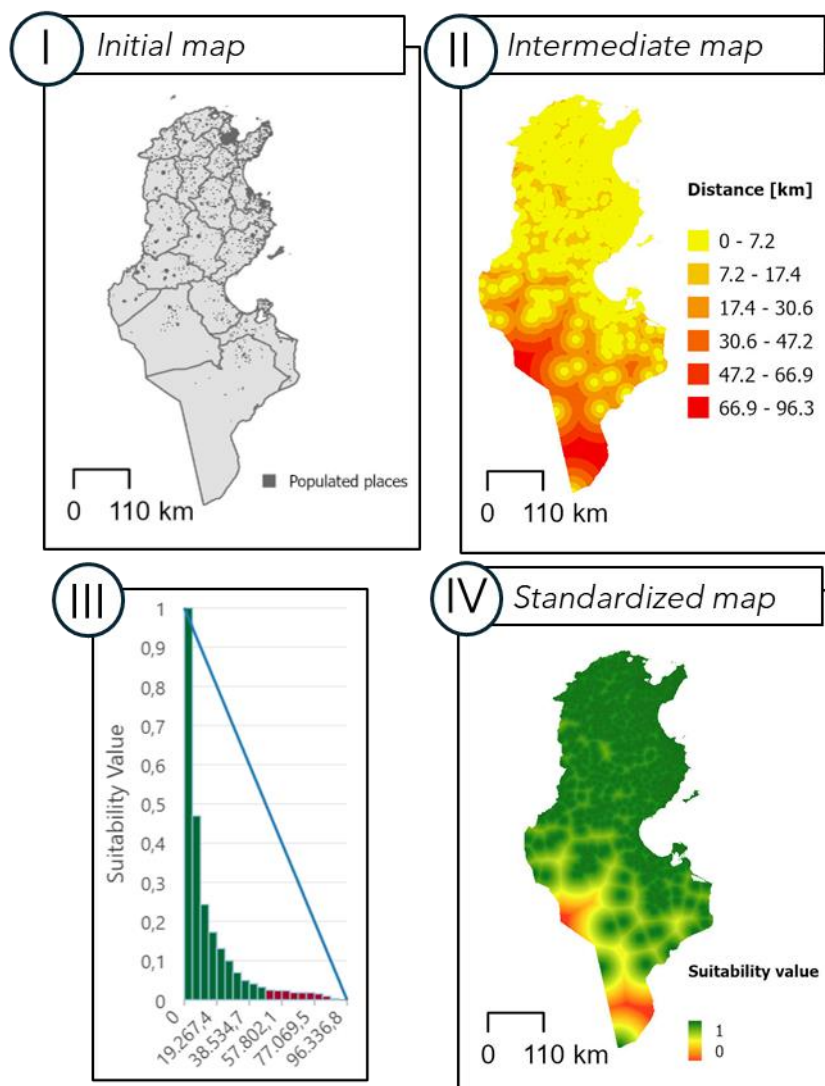 I
Initial map
Populated places
0 110 km
II
Intermediate map
Distance [km]
0 - 7.2
7.2 - 17.4
17.4 - 30.6
30.6 - 47.2
47.2 - 66.9
66.9 - 96.3
0 110 km
III
Suitability Value
1
0,9
0,8
0,7
0,6
0,5
0,4
0,3
0,2
0,1
0
0
19.267,4
38.534,7
57.802,1
77.069,5
96.336,8
IV
Standardized map
Suitability value
1
0
0 110 km